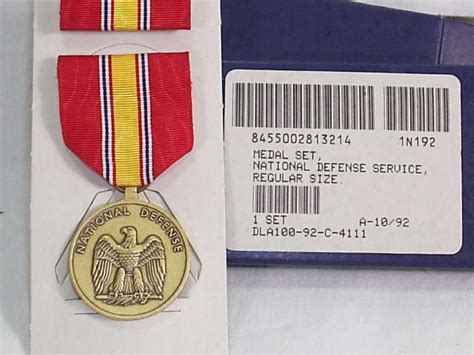 NATIONAL DEFENSE
8455002813214 1N192
MEDAL SET,
NATIONAL DEFENSE SERVICE,
REGULAR SIZE.
1 SET A-10/92
DLA100-92-C-4111